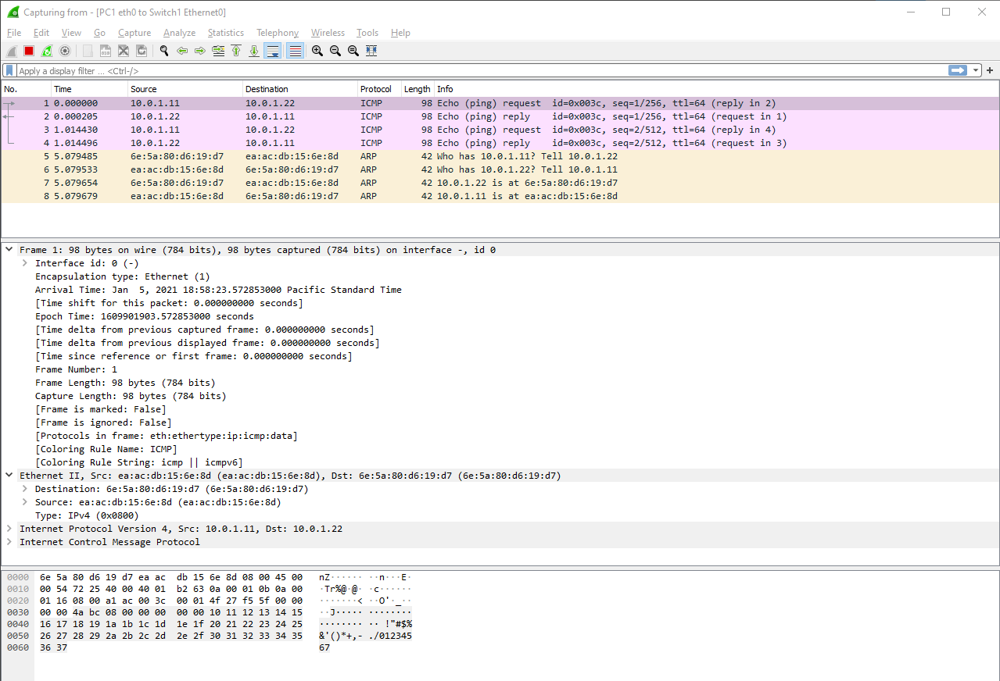 Capturing from - [PC1 eth0 to Switch1 Ethernet0]
File Edit View Go Capture Analyze Statistics Telephony Wireless Tools Help
Apply a display filter ... <Ctrl-/>
No. Time Source Destination Protocol Length Info
1 0.000000 10.0.1.11 10.0.1.22 ICMP 98 Echo (ping) request id=0x003c, seq=1/256, ttl=64 (reply in 2)
2 0.000205 10.0.1.22 10.0.1.11 ICMP 98 Echo (ping) reply id=0x003c, seq=1/256, ttl=64 (request in 1)
3 1.014430 10.0.1.11 10.0.1.22 ICMP 98 Echo (ping) request id=0x003c, seq=2/512, ttl=64 (reply in 4)
4 1.014496 10.0.1.22 10.0.1.11 ICMP 98 Echo (ping) reply id=0x003c, seq=2/512, ttl=64 (request in 3)
5 5.079485 6e:5a:80:d6:19:d7 ea:ac:db:15:6e:8d ARP 42 Who has 10.0.1.11? Tell 10.0.1.22
6 5.079533 ea:ac:db:15:6e:8d 6e:5a:80:d6:19:d7 ARP 42 Who has 10.0.1.22? Tell 10.0.1.11
7 5.079654 6e:5a:80:d6:19:d7 ea:ac:db:15:6e:8d ARP 42 10.0.1.22 is at 6e:5a:80:d6:19:d7
8 5.079679 ea:ac:db:15:6e:8d 6e:5a:80:d6:19:d7 ARP 42 10.0.1.11 is at ea:ac:db:15:6e:8d
Frame 1: 98 bytes on wire (784 bits), 98 bytes captured (784 bits) on interface -, id 0
Interface id: 0 (-)
Encapsulation type: Ethernet (1)
Arrival Time: Jan  5, 2021 18:58:23.572853000 Pacific Standard Time
[Time shift for this packet: 0.000000000 seconds]
Epoch Time: 1609901903.572853000 seconds
[Time delta from previous captured frame: 0.000000000 seconds]
[Time delta from previous displayed frame: 0.000000000 seconds]
[Time since reference or first frame: 0.000000000 seconds]
Frame Number: 1
Frame Length: 98 bytes (784 bits)
Capture Length: 98 bytes (784 bits)
[Frame is marked: False]
[Frame is ignored: False]
[Protocols in frame: eth:ethertype:ip:icmp:data]
[Coloring Rule Name: ICMP]
[Coloring Rule String: icmp || icmpv6]
Ethernet II, Src: ea:ac:db:15:6e:8d (ea:ac:db:15:6e:8d), Dst: 6e:5a:80:d6:19:d7 (6e:5a:80:d6:19:d7)
Destination: 6e:5a:80:d6:19:d7 (6e:5a:80:d6:19:d7)
Source: ea:ac:db:15:6e:8d (ea:ac:db:15:6e:8d)
Type: IPv4 (0x0800)
Internet Protocol Version 4, Src: 10.0.1.11, Dst: 10.0.1.22
Internet Control Message Protocol
0000 6e 5a 80 d6 19 d7 ea ac db 15 6e 8d 08 00 45 00 nZ······ ··n···E·
0010 00 54 72 25 40 00 40 01 b2 63 0a 00 01 0b 0a 00 ·Tr%@·@· ·c······
0020 01 16 08 00 a1 ac 00 3c 00 01 4f 27 f5 5f 00 00 ·······< ··O'·_··
0030 00 00 4a bc 08 00 00 00 00 00 10 11 12 13 14 15 ··J····· ········
0040 16 17 18 19 1a 1b 1c 1d 1e 1f 20 21 22 23 24 25 ········ ·· !"#$%
0050 26 27 28 29 2a 2b 2c 2d 2e 2f 30 31 32 33 34 35 &'()*+,- ./012345
0060 36 37 67